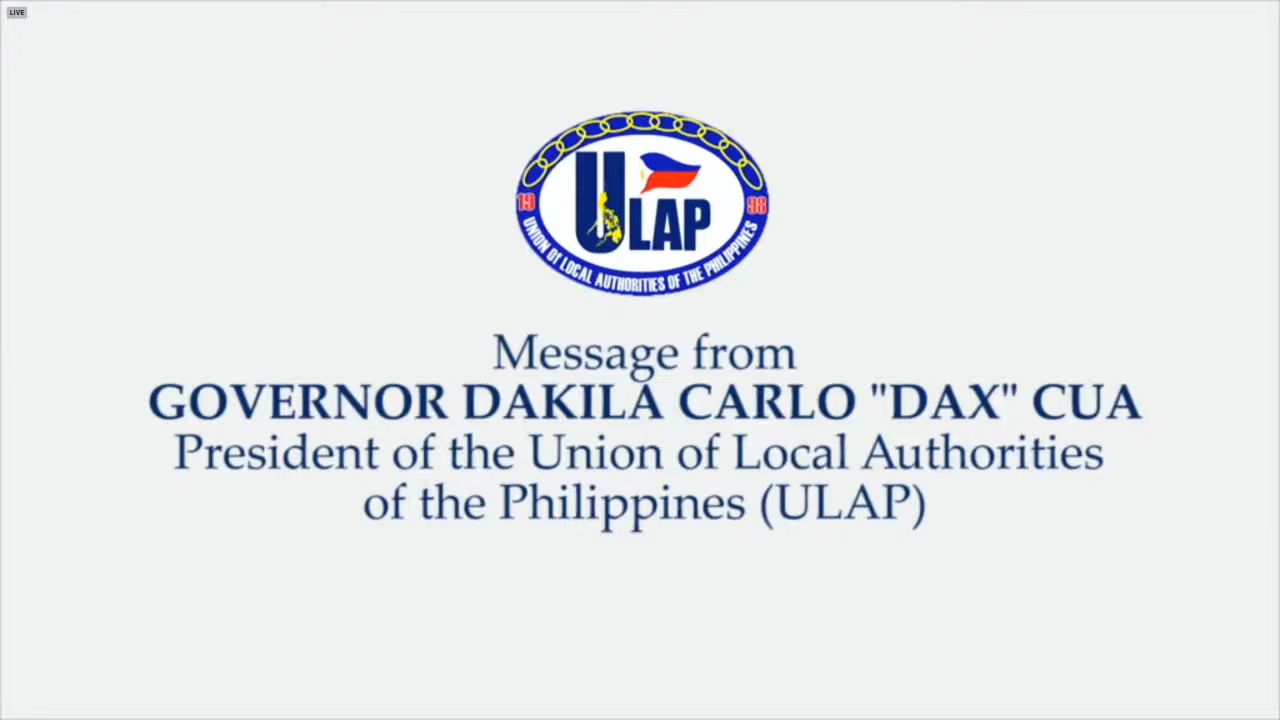 LIVE
ULAP
19 98
UNION Of LOCAL AUTHORITIES OF THE PHILIPPINES
Message from
GOVERNOR DAKILA CARLO "DAX" CUA
President of the Union of Local Authorities
of the Philippines (ULAP)